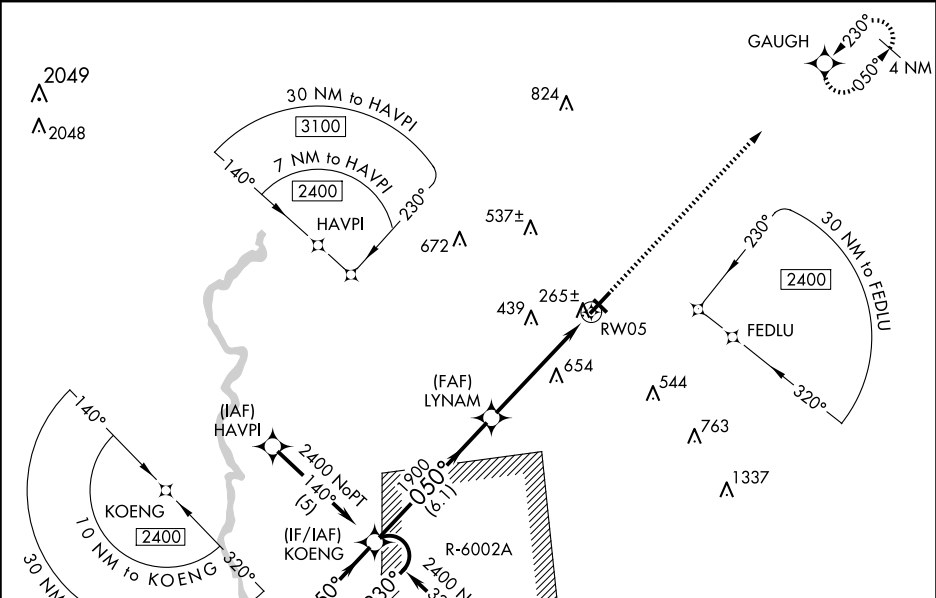 GAUGH
230°
050°
4 NM
2049
2048
824
30 NM to HAVPI
3100
7 NM to HAVPI
2400
140°
230°
HAVPI
672
537±
439
265±
RW05
654
230°
30 NM to FEDLU
2400
FEDLU
320°
544
763
1337
(FAF)
LYNAM
(IAF)
HAVPI
2400 NoPT
140°
(5)
1900
050°
(6.1)
(IF/IAF)
KOENG
R-6002A
140°
KOENG
2400
10 NM to KOENG
320°
30 NM
2400